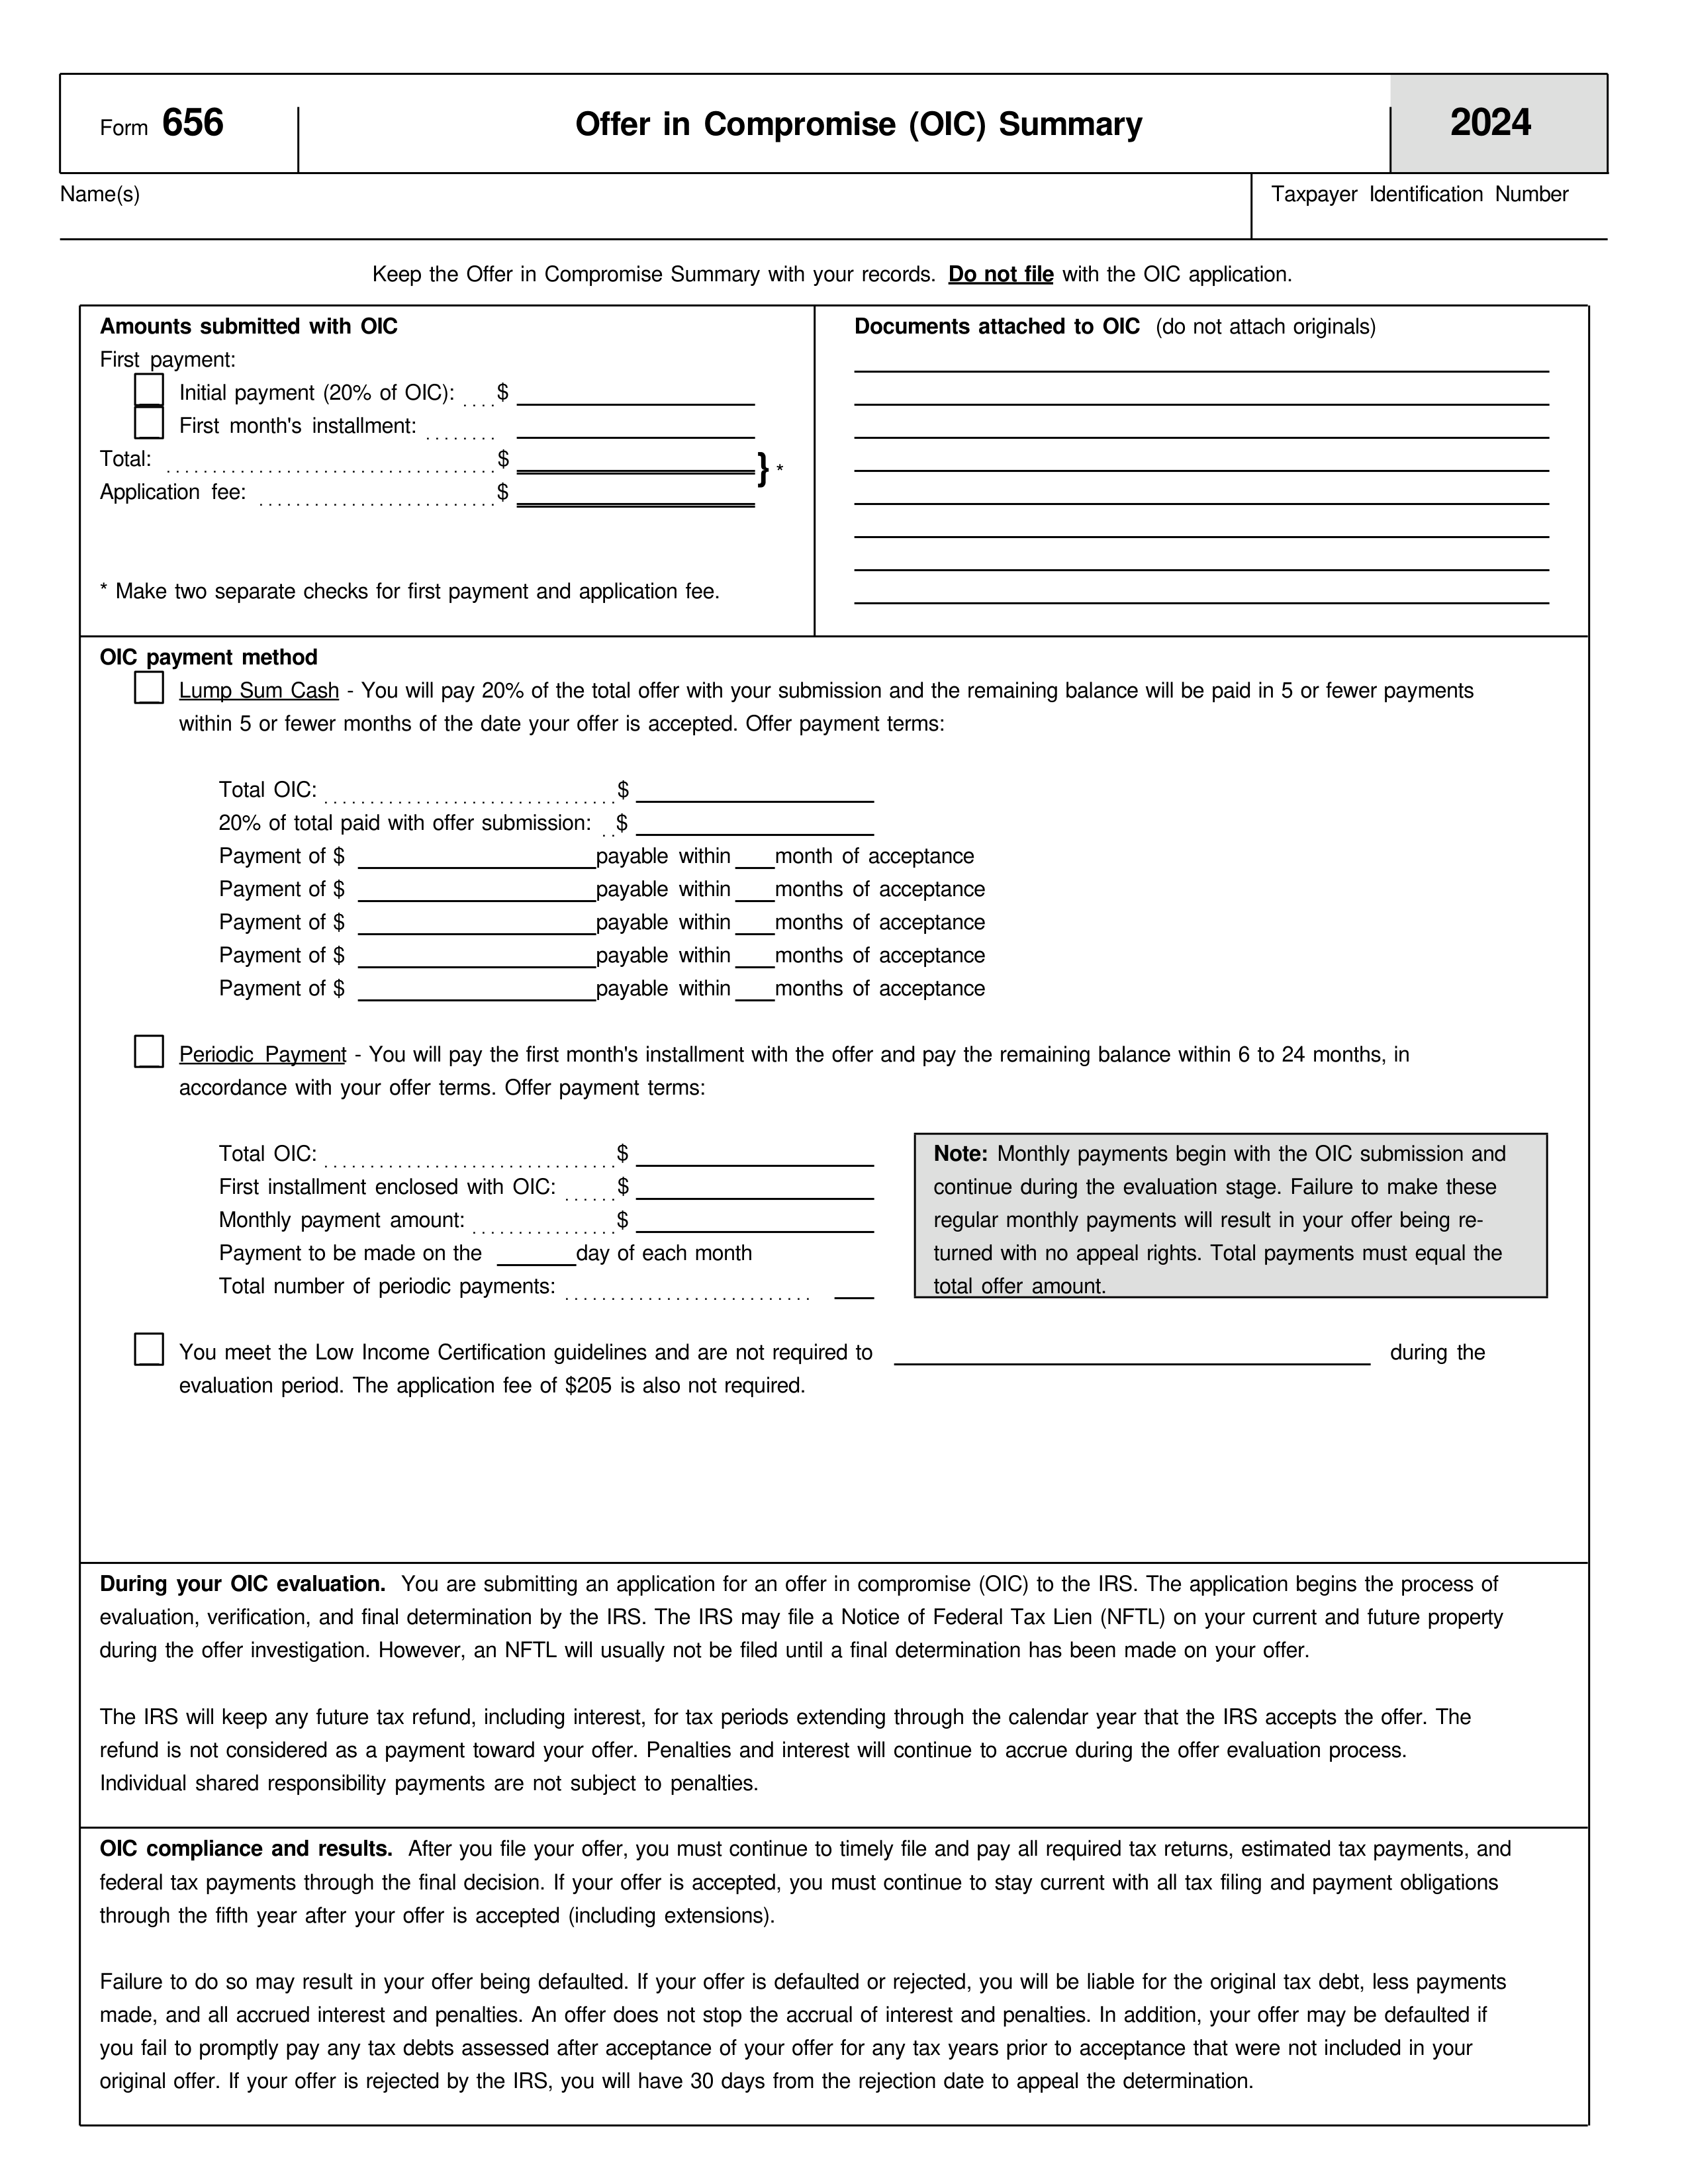 Form 656
Offer in Compromise (OIC) Summary
2024
Name(s)
Taxpayer Identification Number
Keep the Offer in Compromise Summary with your records. Do not file with the OIC application.
Amounts submitted with OIC
First payment:
Initial payment (20% of OIC): .... $
First month's installment: ........
Total: .................................... $
} *
Application fee: .......................... $
* Make two separate checks for first payment and application fee.
Documents attached to OIC (do not attach originals)
OIC payment method
Lump Sum Cash - You will pay 20% of the total offer with your submission and the remaining balance will be paid in 5 or fewer payments
within 5 or fewer months of the date your offer is accepted. Offer payment terms:
Total OIC: ................................ $
20% of total paid with offer submission: .. $
Payment of $ payable within month of acceptance
Payment of $ payable within months of acceptance
Payment of $ payable within months of acceptance
Payment of $ payable within months of acceptance
Payment of $ payable within months of acceptance
Periodic Payment - You will pay the first month's installment with the offer and pay the remaining balance within 6 to 24 months, in
accordance with your offer terms. Offer payment terms:
Total OIC: ................................ $
First installment enclosed with OIC: ...... $
Monthly payment amount: ................ $
Payment to be made on the day of each month
Total number of periodic payments: ...........................
Note: Monthly payments begin with the OIC submission and
continue during the evaluation stage. Failure to make these
regular monthly payments will result in your offer being re-
turned with no appeal rights. Total payments must equal the
total offer amount.
You meet the Low Income Certification guidelines and are not required to during the
evaluation period. The application fee of $205 is also not required.
During your OIC evaluation. You are submitting an application for an offer in compromise (OIC) to the IRS. The application begins the process of
evaluation, verification, and final determination by the IRS. The IRS may file a Notice of Federal Tax Lien (NFTL) on your current and future property
during the offer investigation. However, an NFTL will usually not be filed until a final determination has been made on your offer.
The IRS will keep any future tax refund, including interest, for tax periods extending through the calendar year that the IRS accepts the offer. The
refund is not considered as a payment toward your offer. Penalties and interest will continue to accrue during the offer evaluation process.
Individual shared responsibility payments are not subject to penalties.
OIC compliance and results. After you file your offer, you must continue to timely file and pay all required tax returns, estimated tax payments, and
federal tax payments through the final decision. If your offer is accepted, you must continue to stay current with all tax filing and payment obligations
through the fifth year after your offer is accepted (including extensions).
Failure to do so may result in your offer being defaulted. If your offer is defaulted or rejected, you will be liable for the original tax debt, less payments
made, and all accrued interest and penalties. An offer does not stop the accrual of interest and penalties. In addition, your offer may be defaulted if
you fail to promptly pay any tax debts assessed after acceptance of your offer for any tax years prior to acceptance that were not included in your
original offer. If your offer is rejected by the IRS, you will have 30 days from the rejection date to appeal the determination.